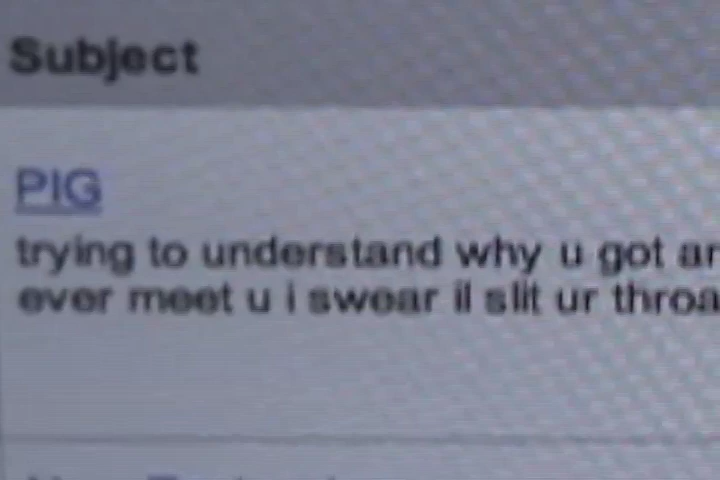 Subject
PIG
trying to understand why u got
ever meet u i swear il slit ur